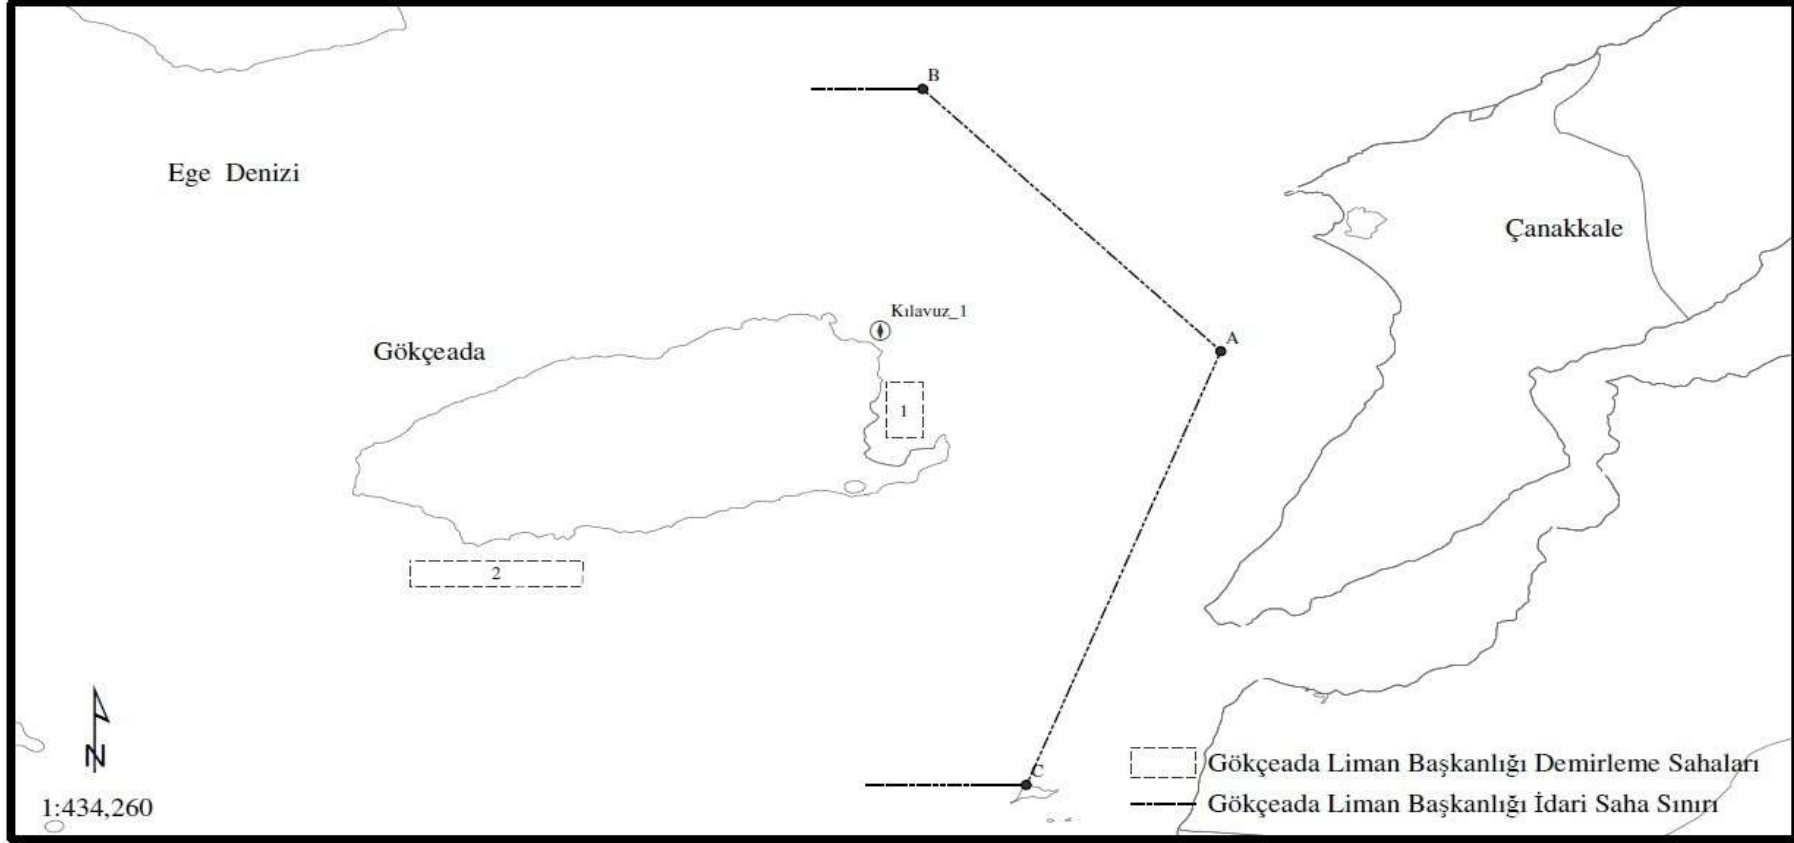 B
Ege Denizi
Çanakkale
Kılavuz_1
A
Gökçeada
1
2
C
N
Gökçeada Liman Başkanlığı Demirleme Sahaları
Gökçeada Liman Başkanlığı İdari Saha Sınırı
1:434,260